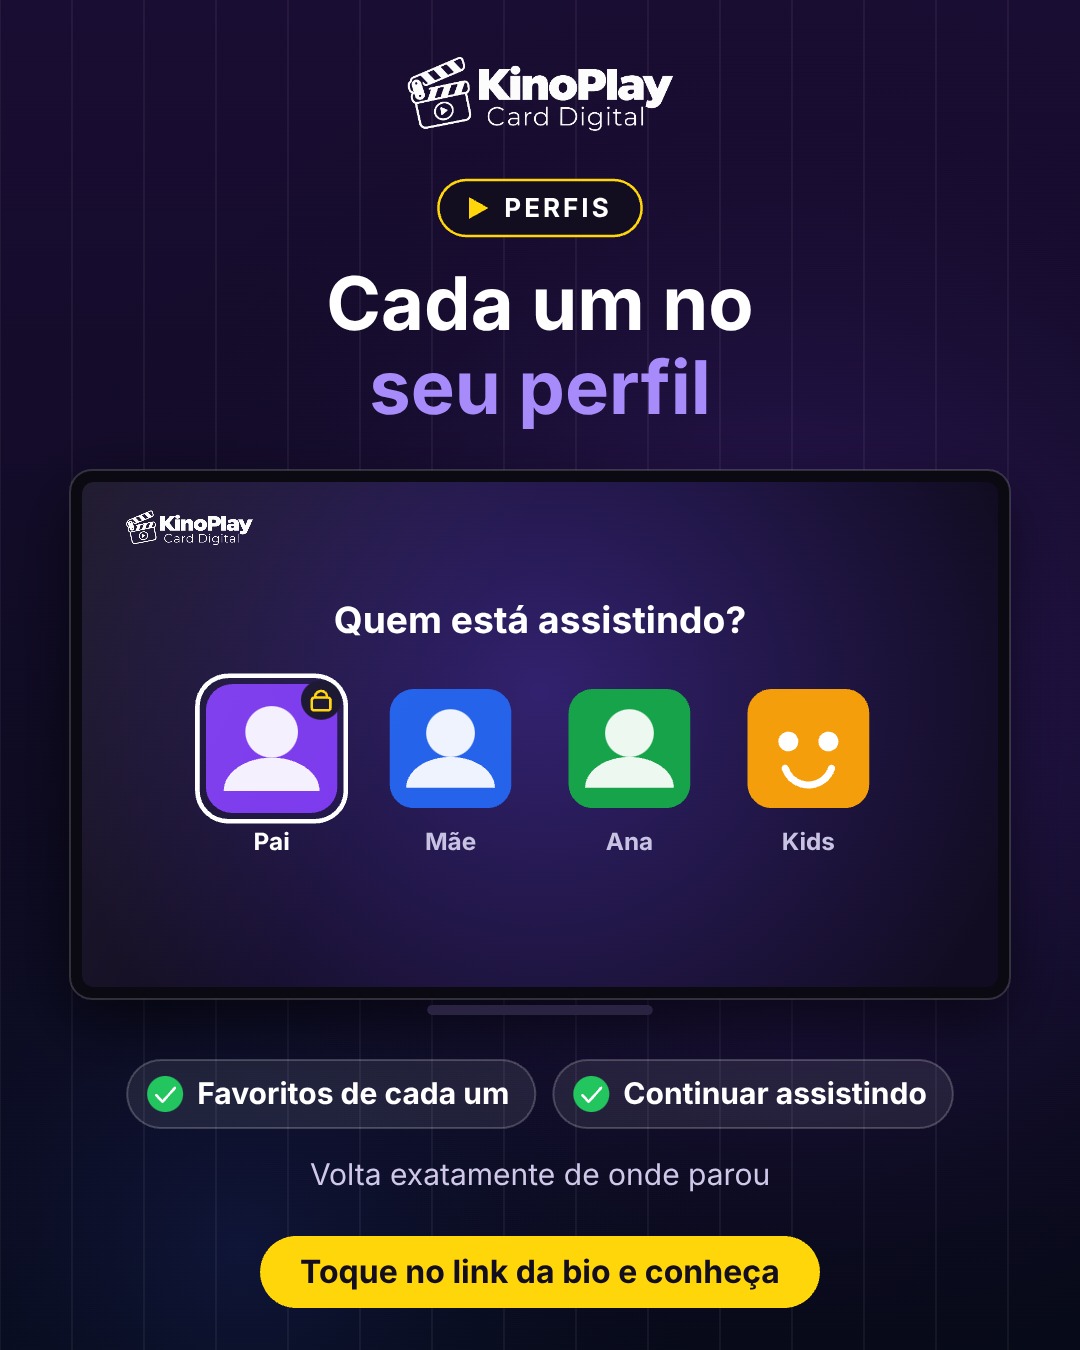 KinoPlay
Card Digital
PERFIS
Cada um no
seu perfil
KinoPlay
Card Digital
Quem está assistindo?
Pai
Mãe
Ana
Kids
Favoritos de cada um
Continuar assistindo
Volta exatamente de onde parou
Toque no link da bio e conheça